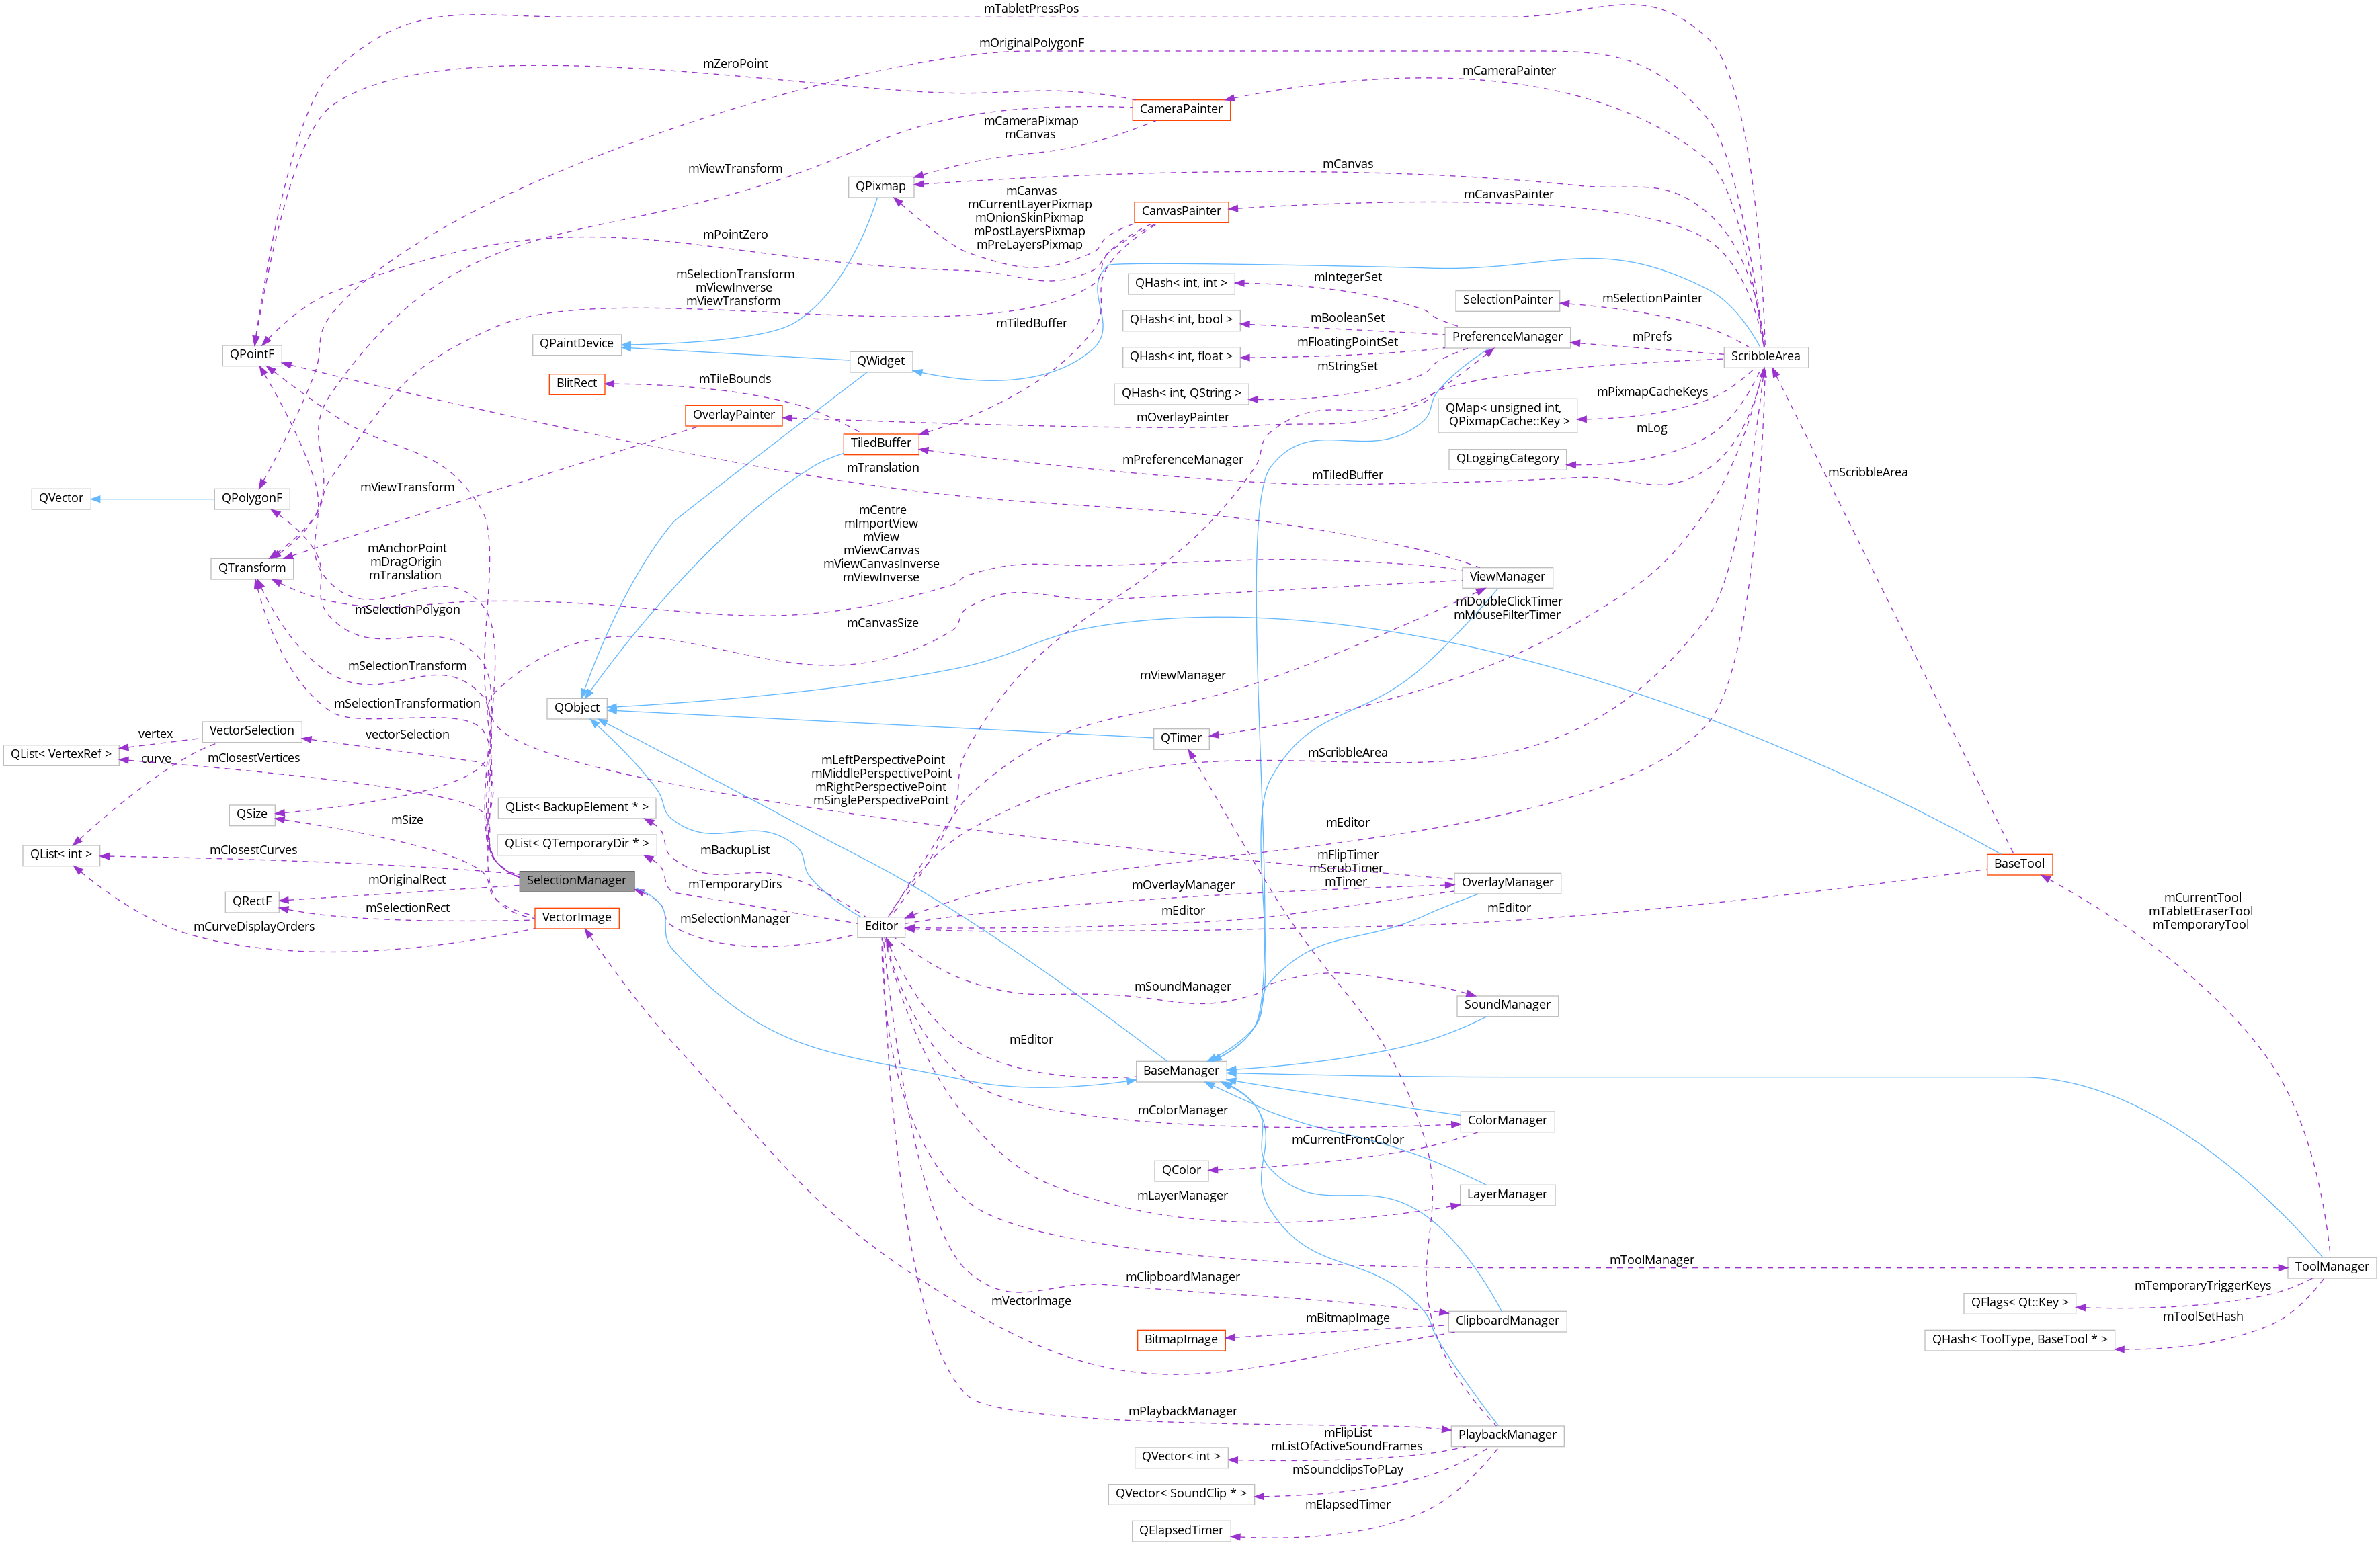 mTabletPressPos
mOriginalPolygonF
mZeroPoint
mCameraPainter
CameraPainter
mCameraPixmap
mCanvas
mViewTransform
mCanvas
QPixmap
mCanvas
mCurrentLayerPixmap
mOnionSkinPixmap
mPostLayersPixmap
mPreLayersPixmap
mCanvasPainter
CanvasPainter
mPointZero
mSelectionTransform
mViewInverse
mViewTransform
mIntegerSet
QHash< int, int >
SelectionPainter
mSelectionPainter
mTiledBuffer
QHash< int, bool >
mBooleanSet
PreferenceManager
mPrefs
QPaintDevice
QPointF
QWidget
QHash< int, float >
mFloatingPointSet
ScribbleArea
mStringSet
BlitRect
mTileBounds
QHash< int, QString >
mPixmapCacheKeys
OverlayPainter
mOverlayPainter
QMap< unsigned int,
QPixmapCache::Key >
mLog
TiledBuffer
QLoggingCategory
mTranslation
mPreferenceManager
mTiledBuffer
mScribbleArea
mViewTransform
QVector
QPolygonF
mCentre
mImportView
mView
mViewCanvas
mViewCanvasInverse
mViewInverse
mAnchorPoint
mDragOrigin
mTranslation
QTransform
ViewManager
mSelectionPolygon
mCanvasSize
mDoubleClickTimer
mMouseFilterTimer
mSelectionTransform
mViewManager
mSelectionTransformation
QObject
VectorSelection
vertex
vectorSelection
QTimer
QList< VertexRef >
curve
mClosestVertices
mScribbleArea
mLeftPerspectivePoint
mMiddlePerspectivePoint
mRightPerspectivePoint
mSinglePerspectivePoint
QList< BackupElement * >
QSize
mSize
mEditor
QList< QTemporaryDir * >
QList< int >
mClosestCurves
mBackupList
mFlipTimer
mScrubTimer
mTimer
BaseTool
SelectionManager
mOriginalRect
mTemporaryDirs
mOverlayManager
OverlayManager
QRectF
mSelectionRect
VectorImage
mSelectionManager
mEditor
mEditor
mCurrentTool
mTabletEraserTool
mTemporaryTool
mCurveDisplayOrders
Editor
mSoundManager
SoundManager
mEditor
BaseManager
mColorManager
ColorManager
mCurrentFrontColor
QColor
mLayerManager
LayerManager
mToolManager
ToolManager
mClipboardManager
mTemporaryTriggerKeys
QFlags< Qt::Key >
mVectorImage
mBitmapImage
ClipboardManager
mToolSetHash
BitmapImage
QHash< ToolType, BaseTool * >
mPlaybackManager
PlaybackManager
mFlipList
mListOfActiveSoundFrames
QVector< int >
mSoundclipsToPLay
QVector< SoundClip * >
mElapsedTimer
QElapsedTimer